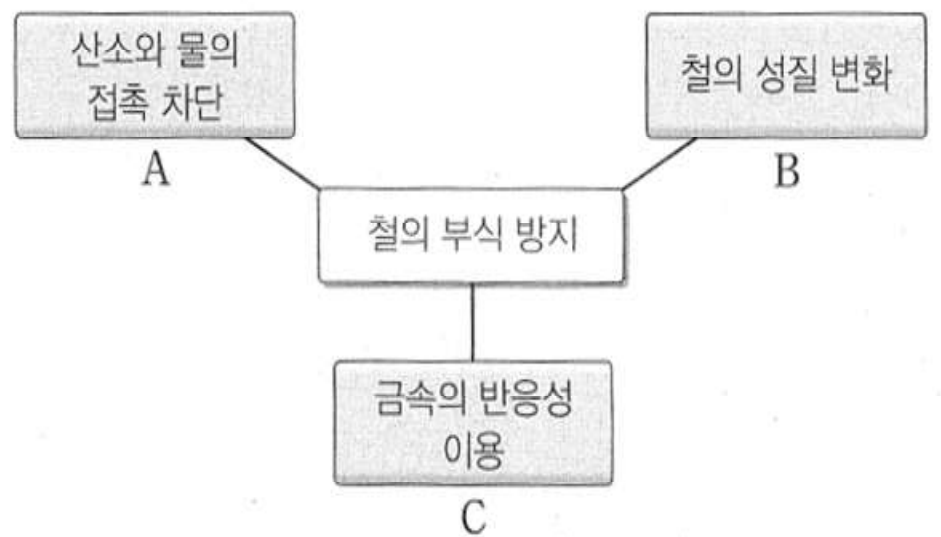 산소와 물의
접촉 차단
A
철의 성질 변화
B
철의 부식 방지
금속의 반응성
이용
C